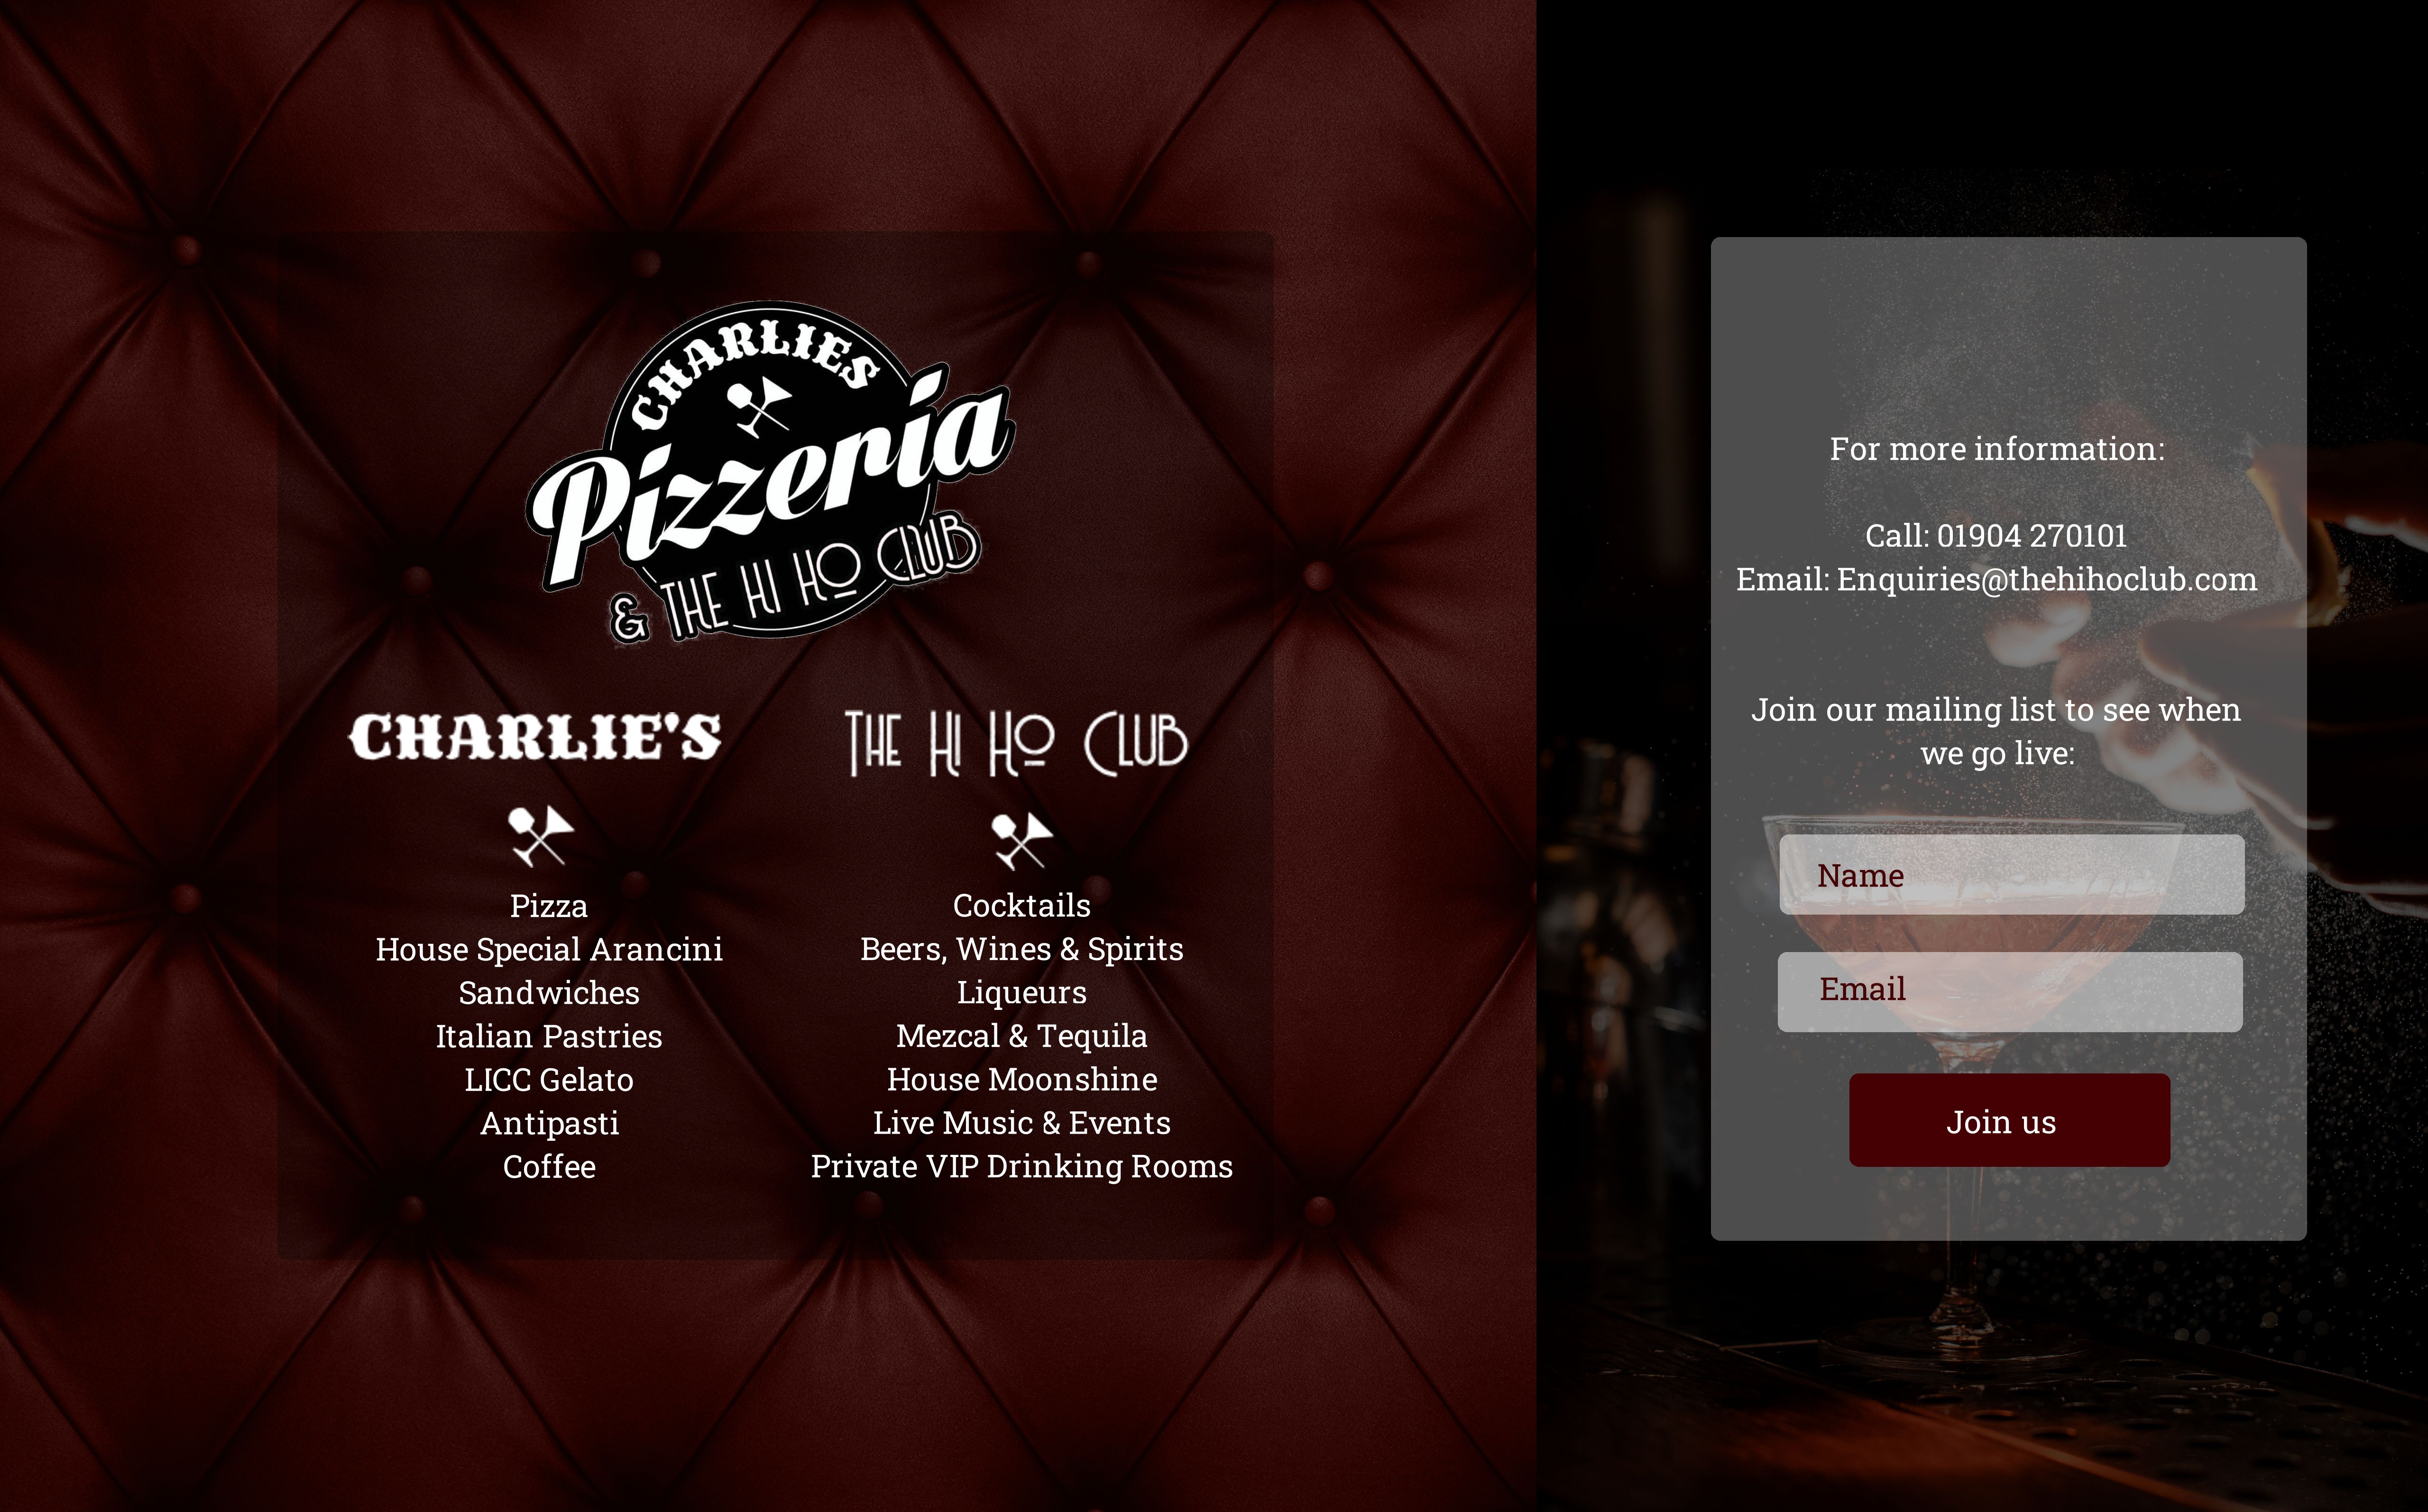 CHARLIES
Pizzeria
& THE HI HO CLUB
CHARLIE'S
Pizza
House Special Arancini
Sandwiches
Italian Pastries
LICC Gelato
Antipasti
Coffee
THE HI HO CLUB
Cocktails
Beers, Wines & Spirits
Liqueurs
Mezcal & Tequila
House Moonshine
Live Music & Events
Private VIP Drinking Rooms
For more information:
Call: 01904 270101
Email: Enquiries@thehihoclub.com
Join our mailing list to see when
we go live:
Name
Email
Join us